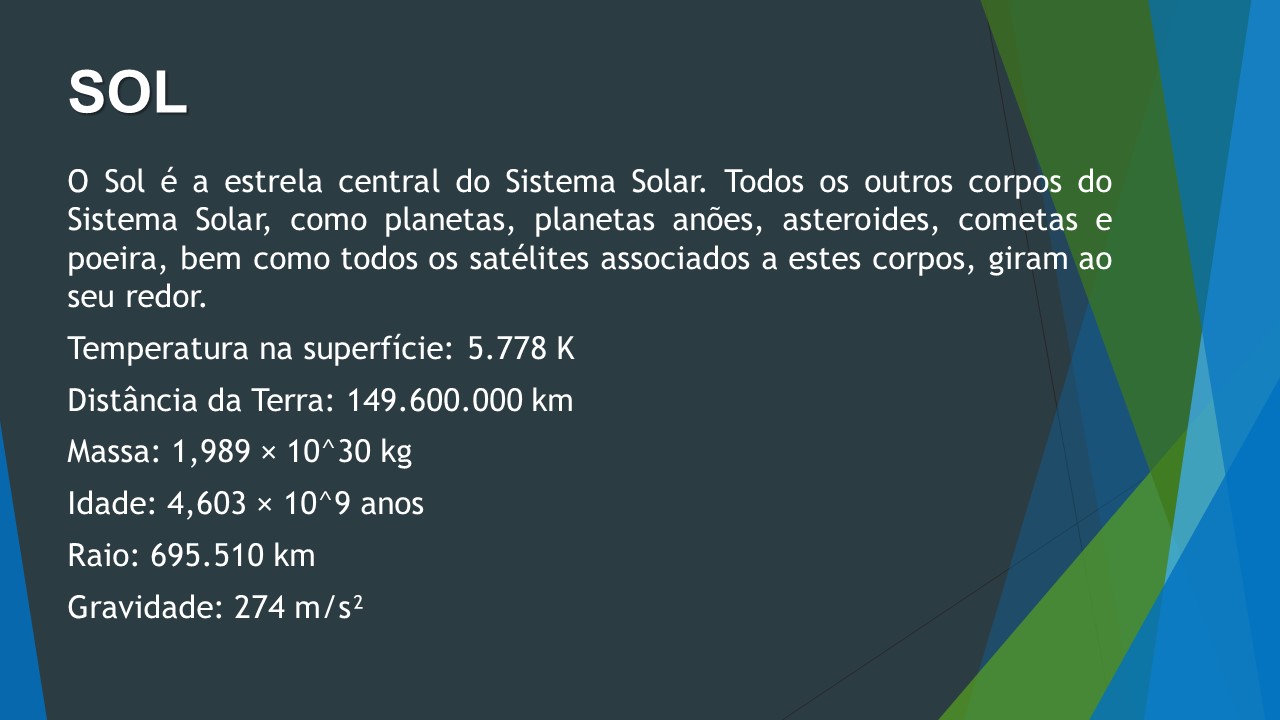 SOL
O Sol é a estrela central do Sistema Solar. Todos os outros corpos do
Sistema Solar, como planetas, planetas anões, asteroides, cometas e
poeira, bem como todos os satélites associados a estes corpos, giram ao
seu redor.
Temperatura na superfície: 5.778 K
Distância da Terra: 149.600.000 km
Massa: 1,989 × 10^30 kg
Idade: 4,603 × 10^9 anos
Raio: 695.510 km
Gravidade: 274 m/s²